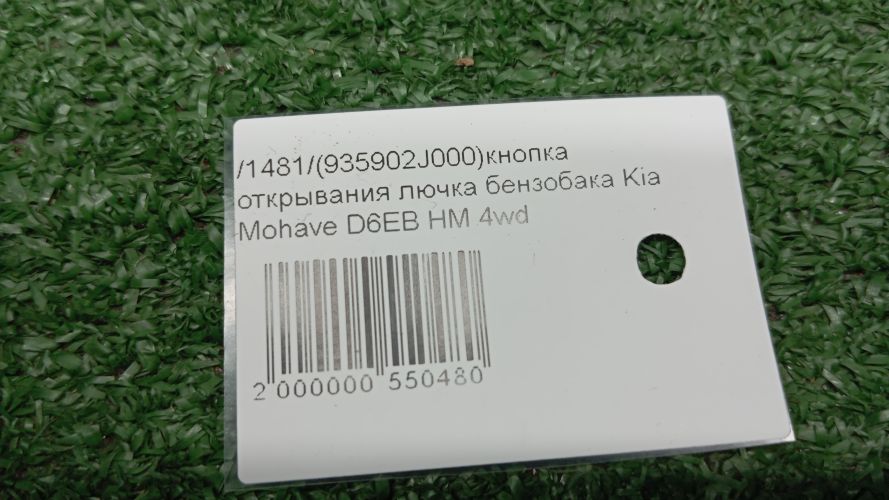 /1481/(935902J000)кнопка
открывания лючка бензобака Kia
Mohave D6EB HM 4wd
2 000000 550480